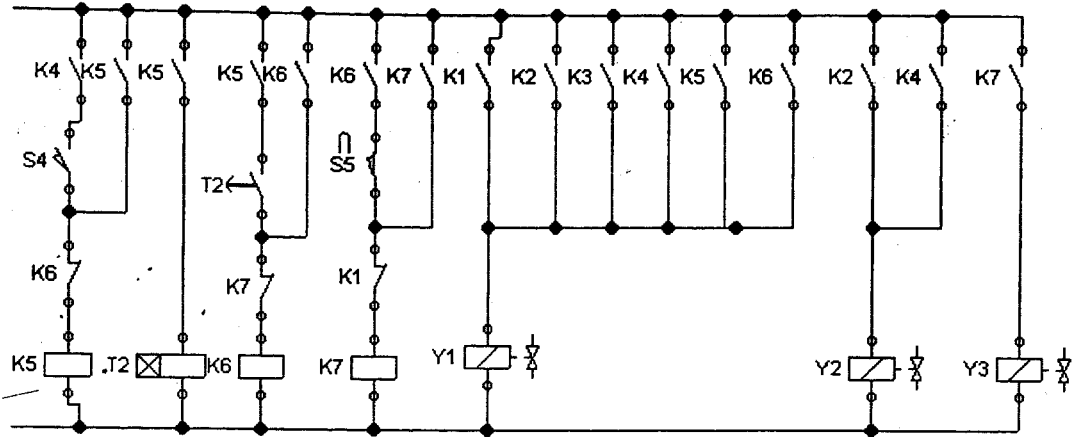 K4 K5 K5 K5 K6 K6 K7 K1 K2 K3 K4 K5 K6 K2 K4 K7
S4 T2 S5
K6 K7 K1
K5 .T2 K6 K7 Y1 Y2 Y3